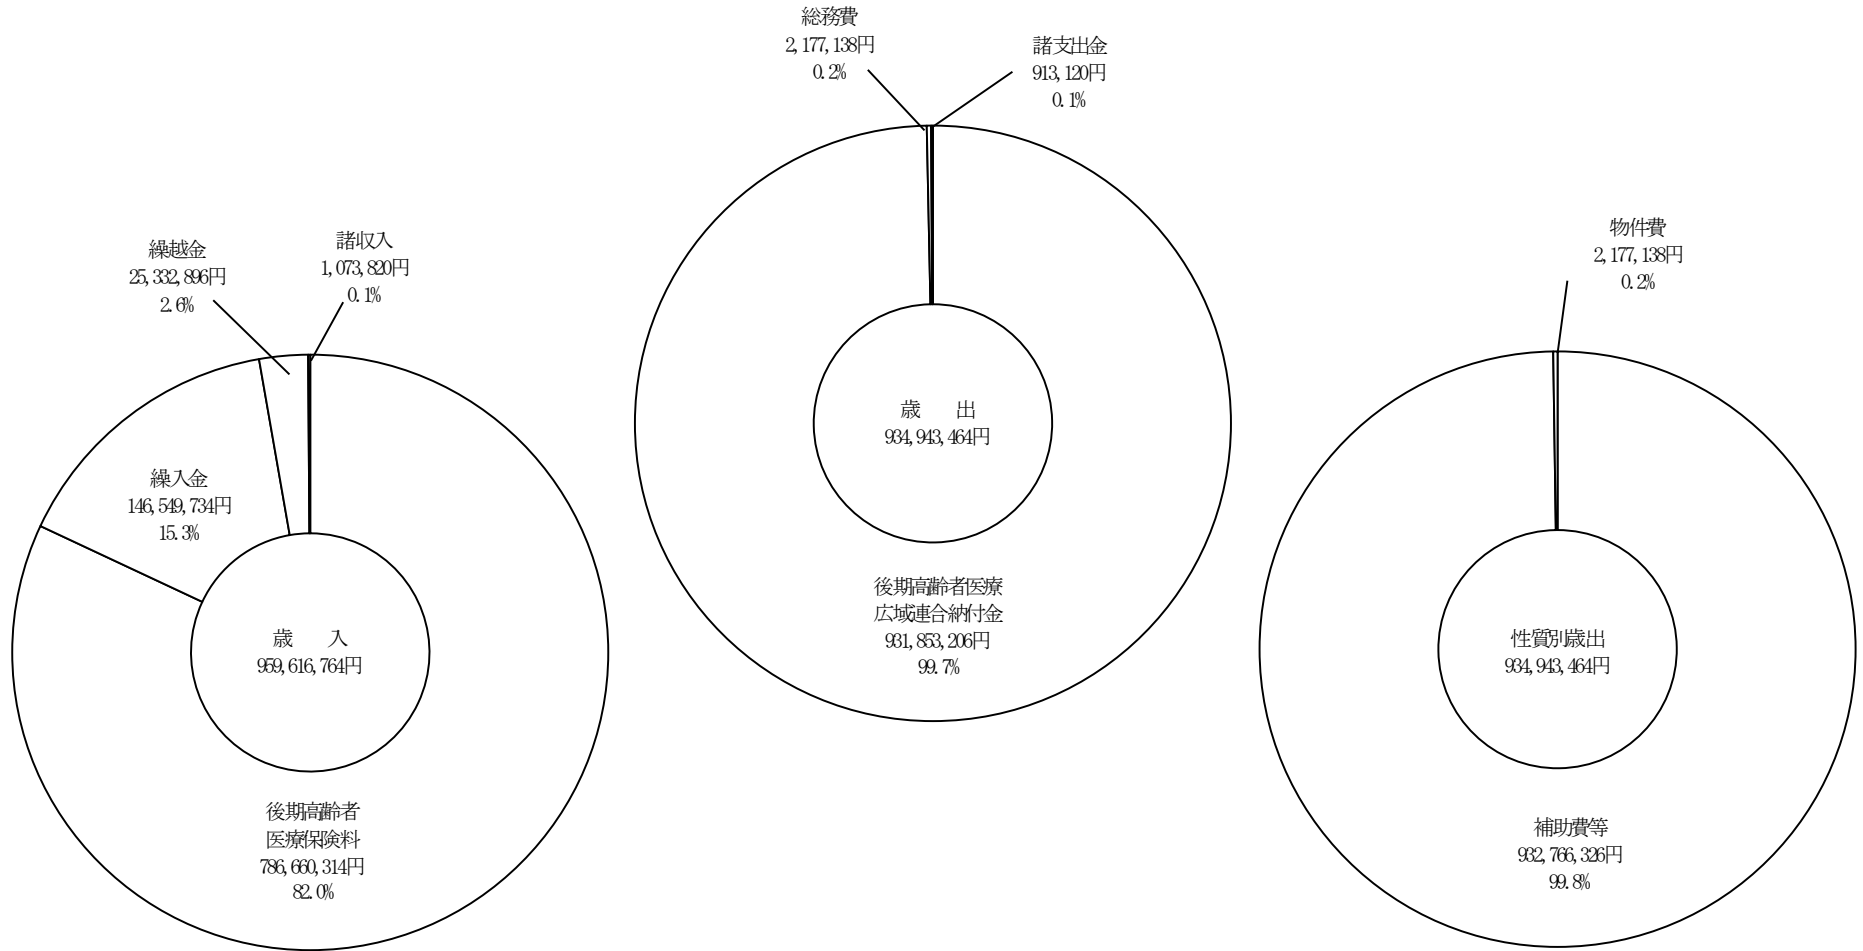 繰越金
25,332,896円
2.6%
諸収入
1,073,820円
0.1%
繰入金
146,549,734円
15.3%
歳　　入
959,616,764円
後期高齢者
医療保険料
786,660,314円
82.0%
総務費
2,177,138円
0.2%
諸支出金
913,120円
0.1%
歳　　出
934,943,464円
後期高齢者医療
広域連合納付金
931,853,206円
99.7%
物件費
2,177,138円
0.2%
性質別歳出
934,943,464円
補助費等
932,766,326円
99.8%